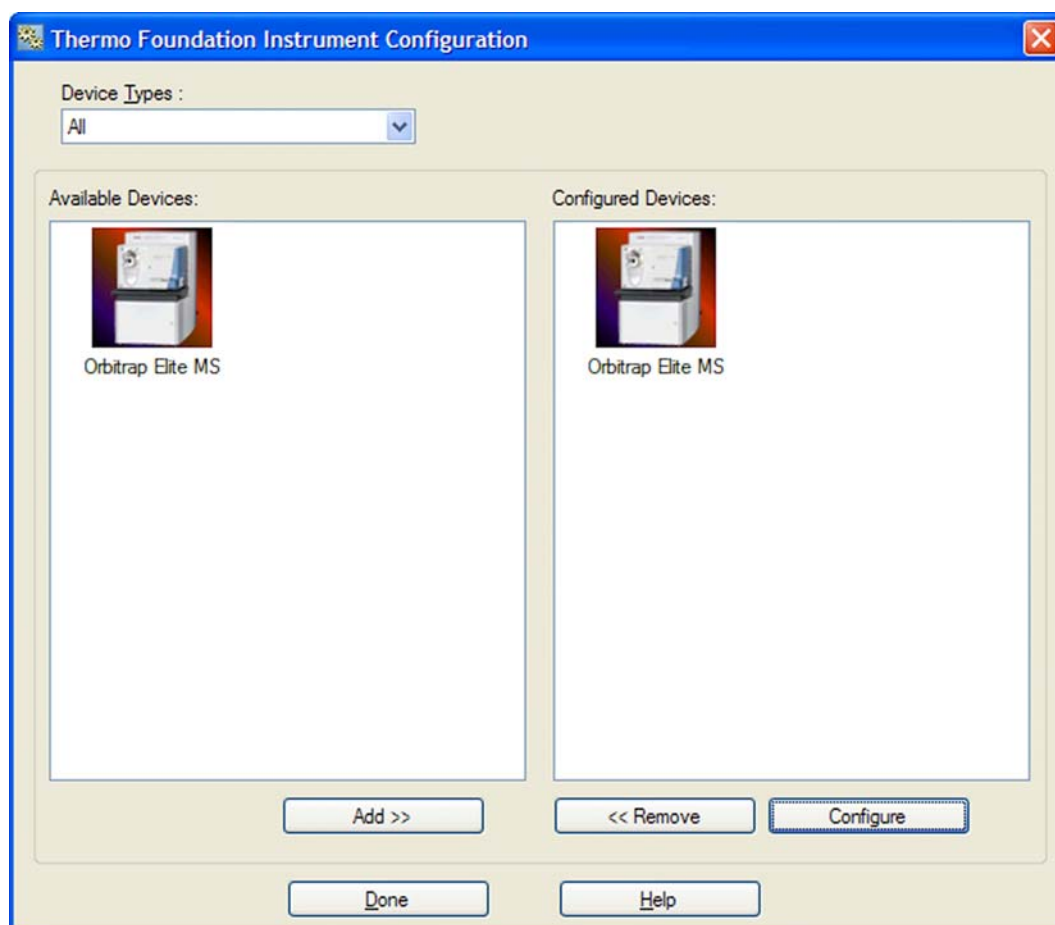 Thermo Foundation Instrument Configuration
Device Types :
All
Available Devices:
Configured Devices:
Orbitrap Elite MS
Orbitrap Elite MS
Add >>
<< Remove
Configure
Done
Help